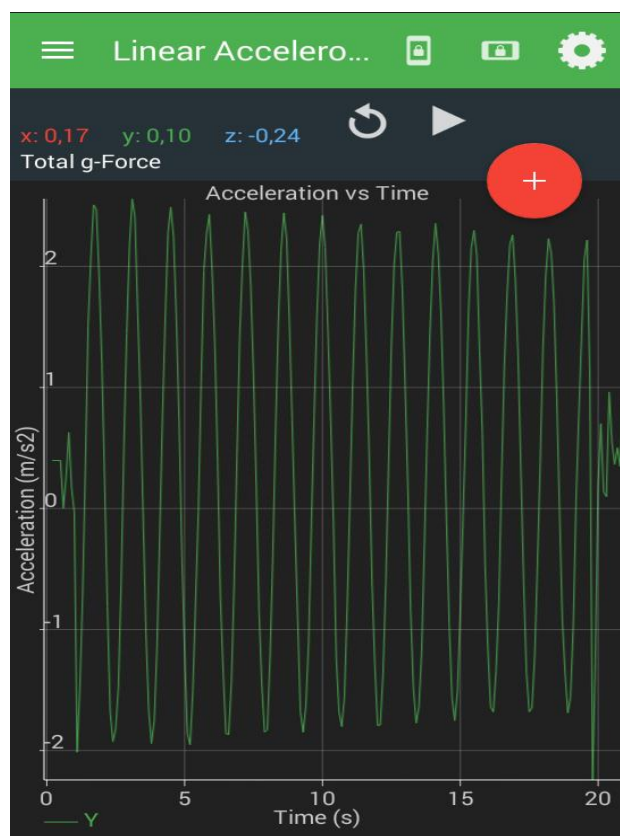 Linear Accelero...
x: 0,17 y: 0,10 z: -0,24
Total g-Force
+
Acceleration vs Time
2
1
0
-1
-2
Acceleration (m/s2)
0 5 10 15 20
Time (s)
Y